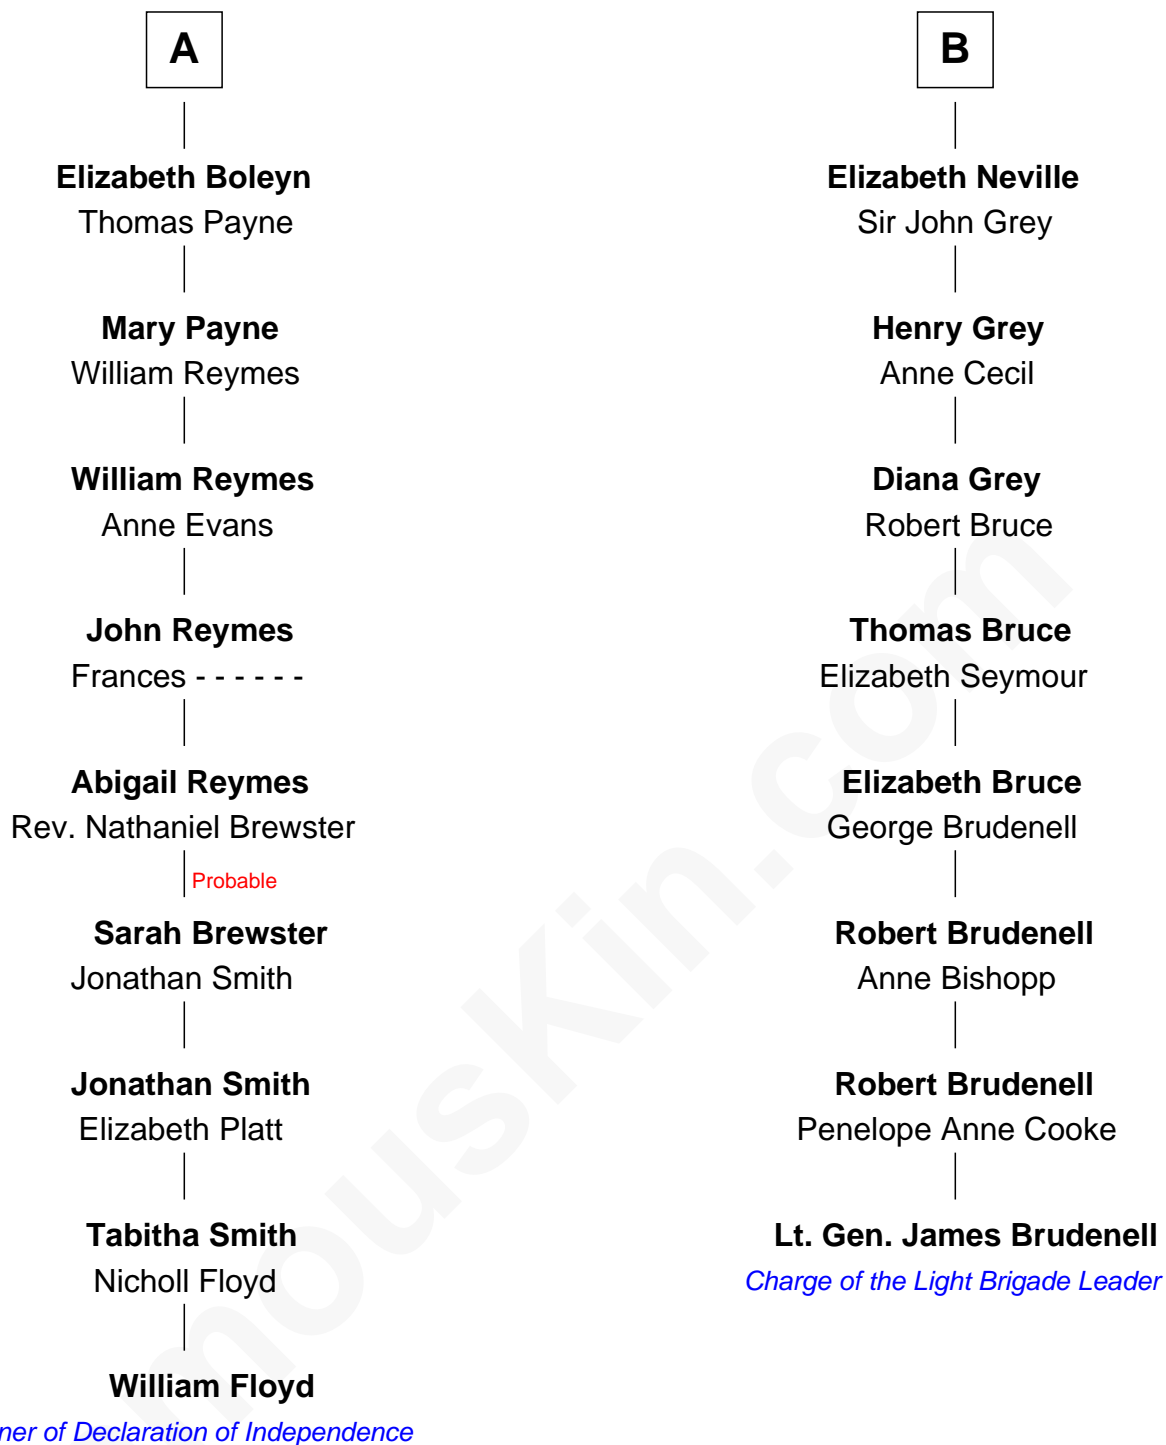 A
Elizabeth Boleyn
Thomas Payne
Mary Payne
William Reymes
William Reymes
Anne Evans
John Reymes
Frances - - - - - -
Abigail Reymes
Rev. Nathaniel Brewster
Probable
Sarah Brewster
Jonathan Smith
Jonathan Smith
Elizabeth Platt
Tabitha Smith
Nicholl Floyd
William Floyd
ner of Declaration of Independence
B
Elizabeth Neville
Sir John Grey
Henry Grey
Anne Cecil
Diana Grey
Robert Bruce
Thomas Bruce
Elizabeth Seymour
Elizabeth Bruce
George Brudenell
Robert Brudenell
Anne Bishopp
Robert Brudenell
Penelope Anne Cooke
Lt. Gen. James Brudenell
Charge of the Light Brigade Leader
mousKin.com